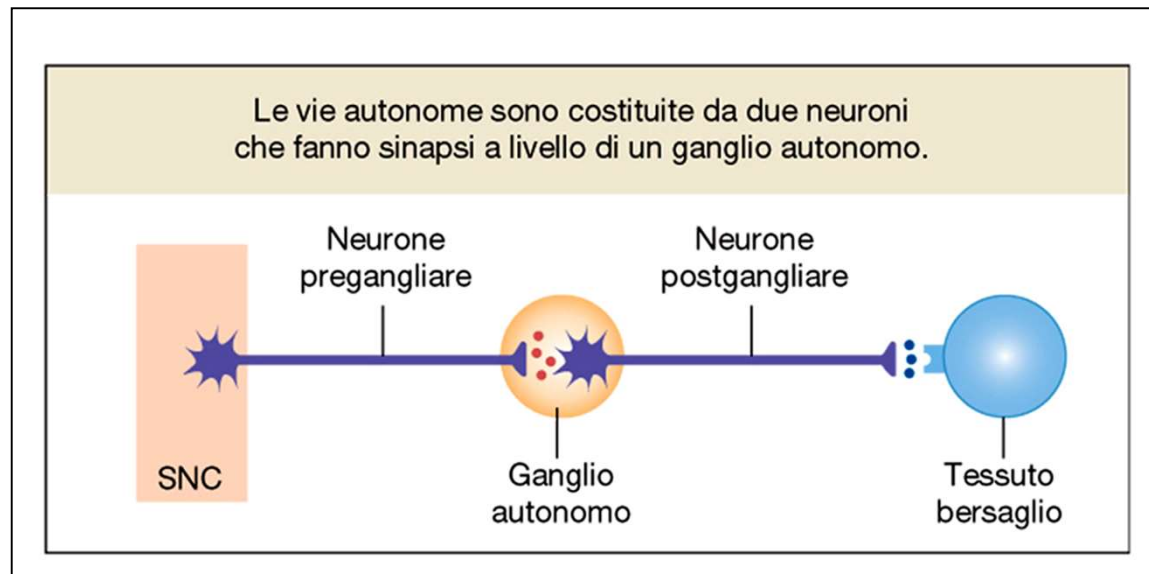 Le vie autonome sono costituite da due neuroni
che fanno sinapsi a livello di un ganglio autonomo.
Neurone
pregangliare
Neurone
postgangliare
SNC
Ganglio
autonomo
Tessuto
bersaglio